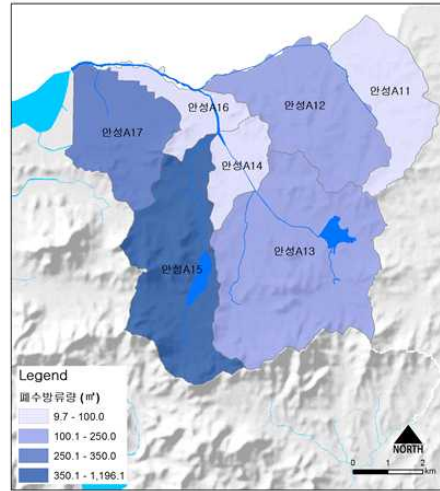 안성A11
안성A16
안성A12
안성A17
안성A14
안성A13
안성A15
Legend
폐수방류량 (㎥)
9.7 - 100.0
100.1 - 250.0
250.1 - 350.0
350.1 - 1,196.1
NORTH
0 1 2
km